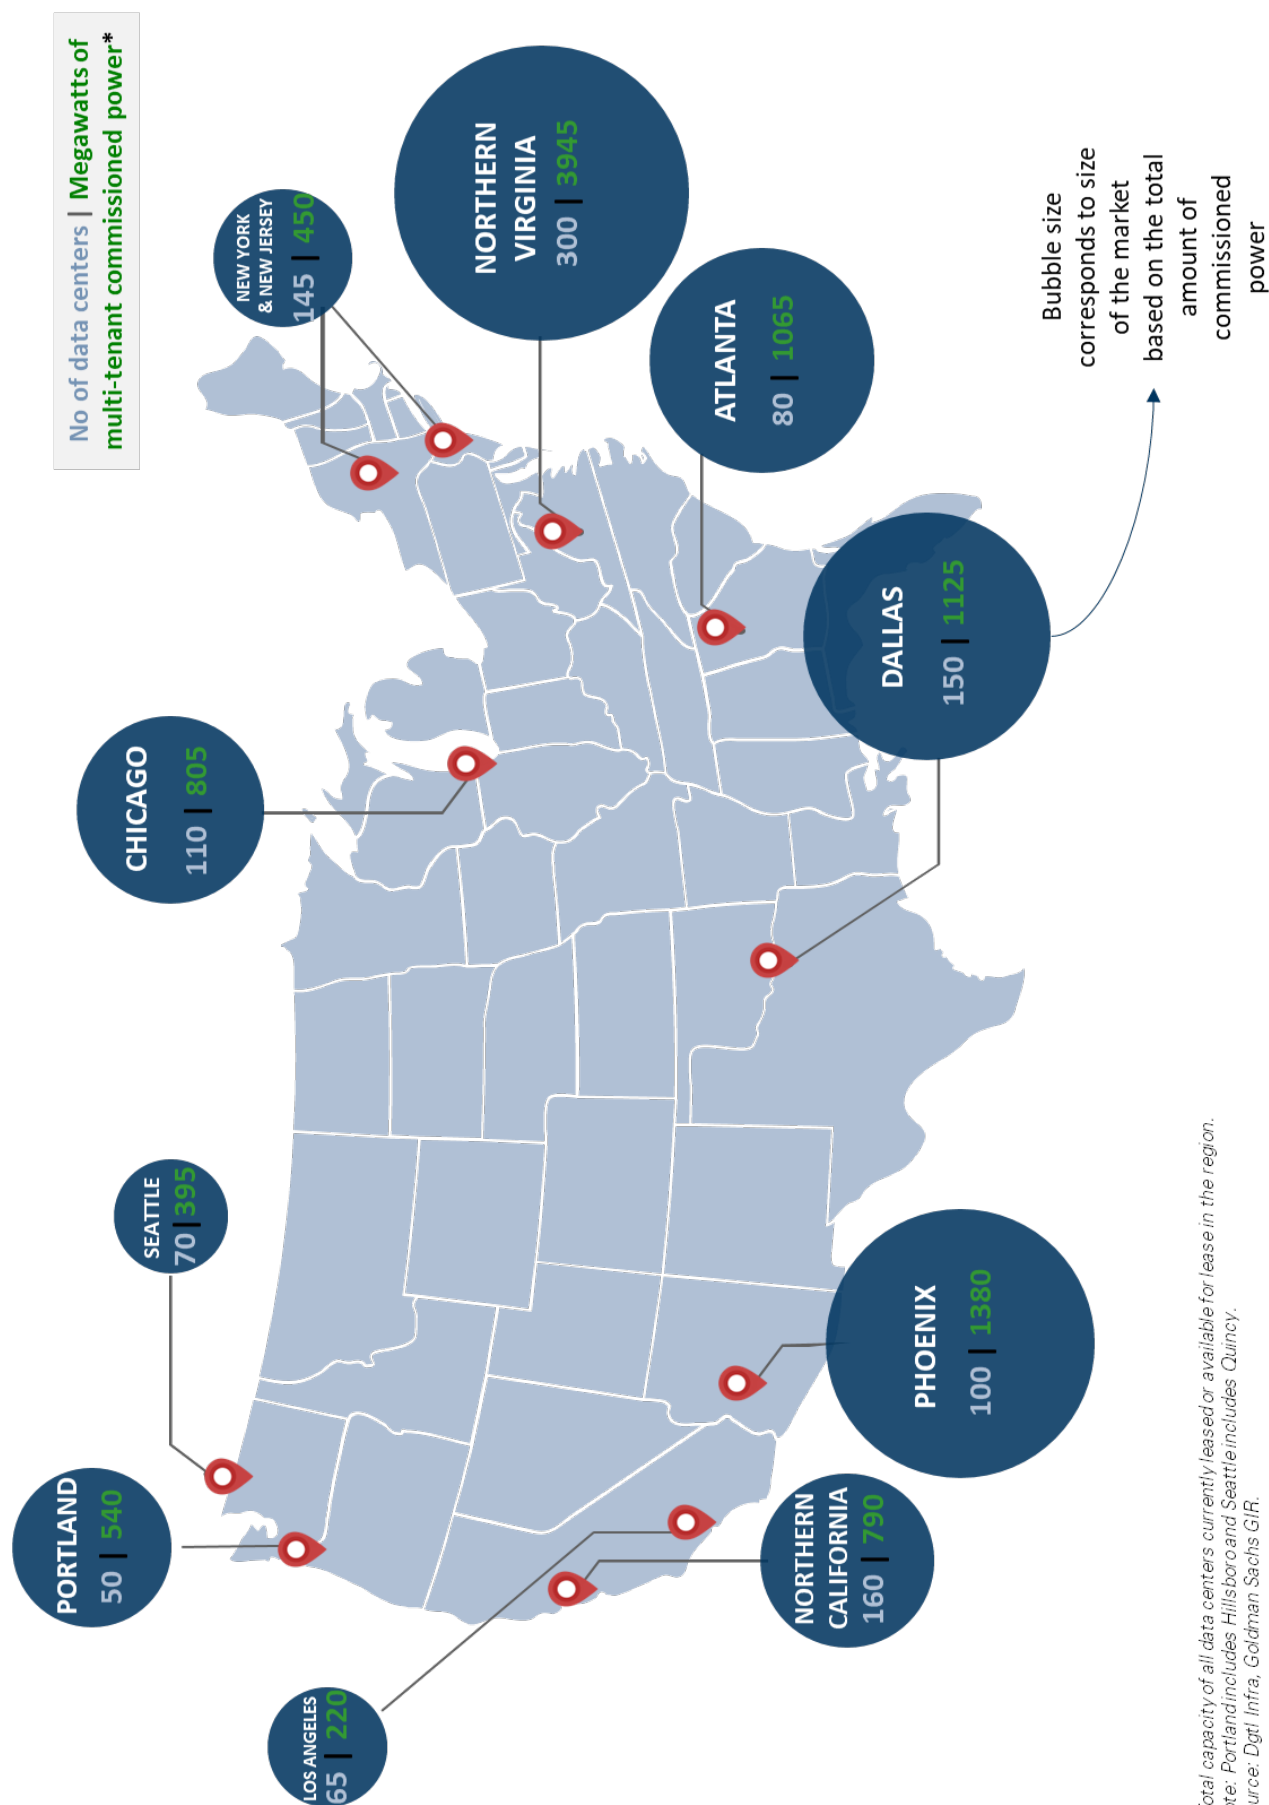 No of data centers | Megawatts of
multi-tenant commissioned power*
PORTLAND
50 | 540
SEATTLE
70|395
CHICAGO
110 | 805
NEW YORK
& NEW JERSEY
145 | 450
NORTHERN
VIRGINIA
300 | 3945
ATLANTA
80 | 1065
DALLAS
150 | 1125
PHOENIX
100 | 1380
NORTHERN
CALIFORNIA
160 | 790
LOS ANGELES
65 | 220
Bubble size
corresponds to size
of the market
based on the total
amount of
commissioned
power
otal capacity of all data centers currently leased or available for lease in the region.
te: Portland includes Hillsboro and Seattle includes Quincy.
urce: Dgtl Infra, Goldman Sachs GIR.